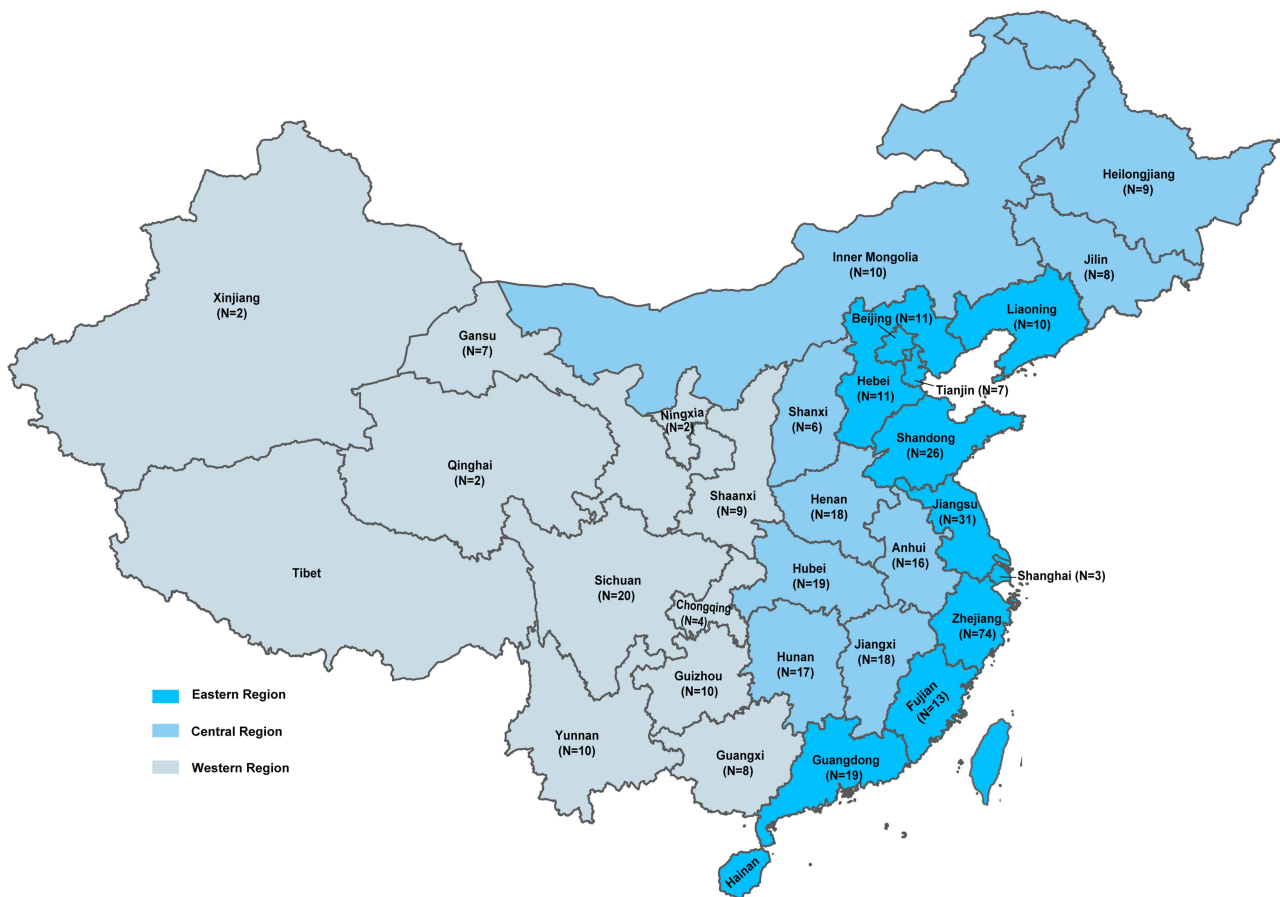 Heilongjiang
(N=9)
Inner Mongolia
(N=10)
Jilin
(N=8)
Xinjiang
(N=2)
Liaoning
(N=10)
Beijing (N=11)
Gansu
(N=7)
Hebei
(N=11)
Tianjin (N=7)
Ningxia
(N=2)
Shanxi
(N=6)
Shandong
(N=26)
Qinghai
(N=2)
Shaanxi
(N=9)
Henan
(N=18)
Jiangsu
(N=31)
Anhui
(N=16)
Tibet
Sichuan
(N=20)
Hubei
(N=19)
Shanghai (N=3)
Chongqing
(N=4)
Zhejiang
(N=74)
Hunan
(N=17)
Jiangxi
(N=18)
Guizhou
(N=10)
Fujian
(N=13)
Eastern Region
Central Region
Western Region
Yunnan
(N=10)
Guangxi
(N=8)
Guangdong
(N=19)
Hainan